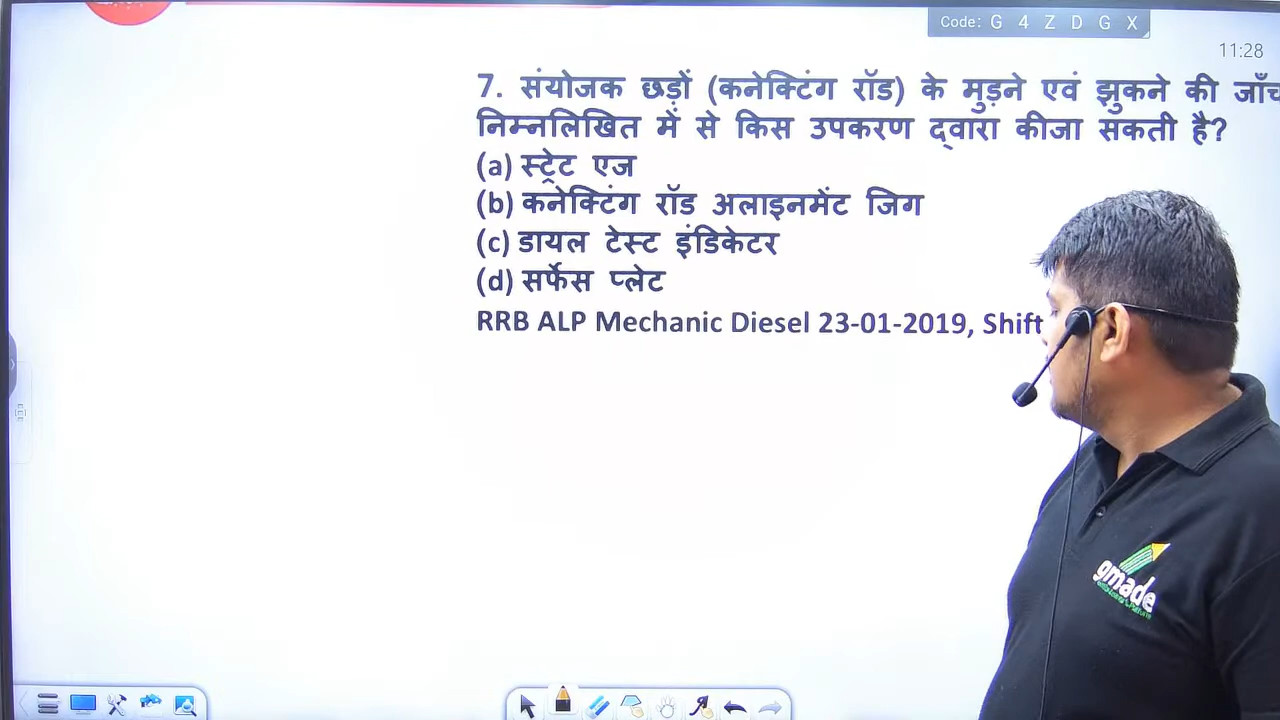 Code: G 4 Z D G X
11:28
7. संयोजक छड़ों (कनेक्टिंग रॉड) के मुड़ने एवं झुकने की जाँच
निम्नलिखित में से किस उपकरण द्वारा कीजा सकती है?
(a) स्ट्रेट एज
(b) कनेक्टिंग रॉड अलाइनमेंट जिग
(c) डायल टेस्ट इंडिकेटर
(d) सर्फेस प्लेट
RRB ALP Mechanic Diesel 23-01-2019, Shift
gmade